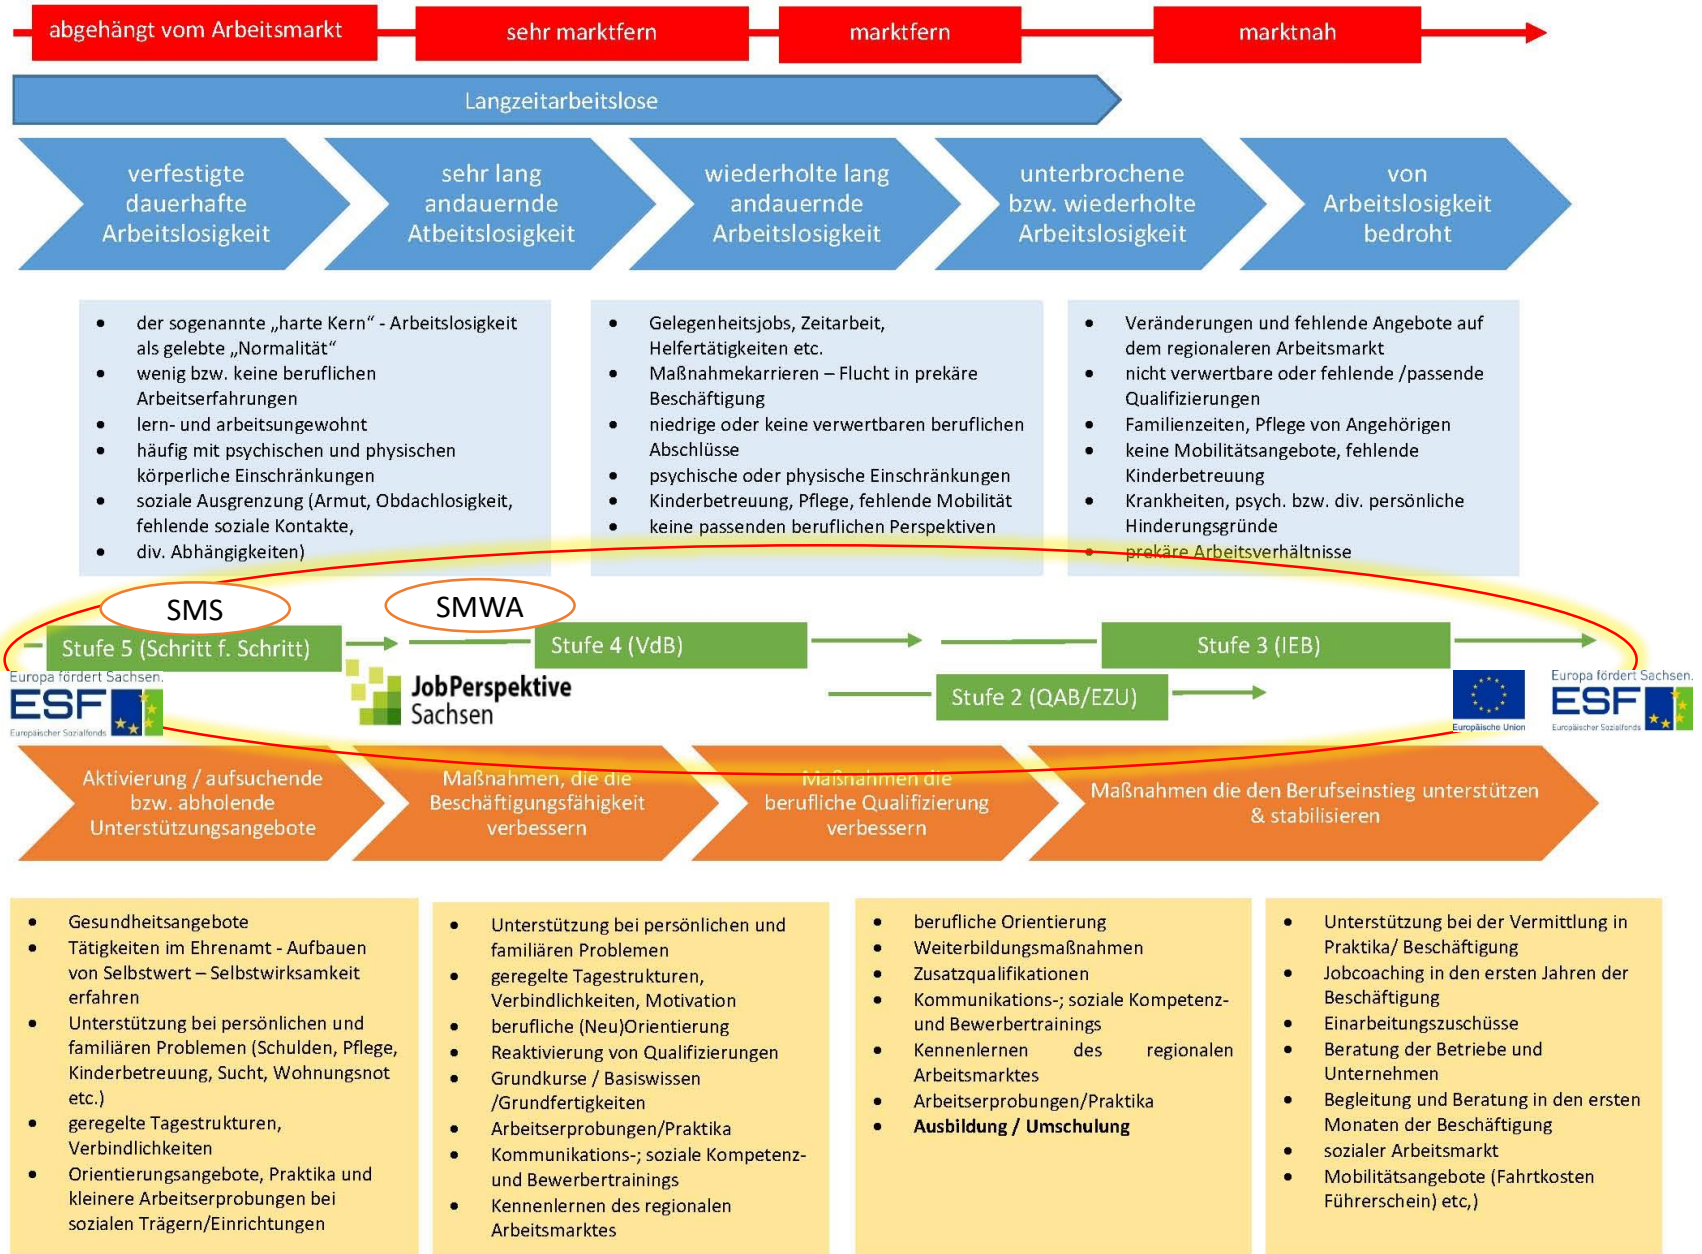 abgehängt vom Arbeitsmarkt
sehr marktfern
marktfern
marktnah
Langzeitarbeitslose
verfestigte
dauerhafte
Arbeitslosigkeit
sehr lang
andauernde
Atbeitslosigkeit
wiederholte lang
andauernde
Arbeitslosigkeit
unterbrochene
bzw. wiederholte
Arbeitslosigkeit
von
Arbeitslosigkeit
bedroht
• der sogenannte „harte Kern“ - Arbeitslosigkeit
als gelebte „Normalität“
• wenig bzw. keine beruflichen
Arbeitserfahrungen
• lern- und arbeitsungewohnt
• häufig mit psychischen und physischen
körperliche Einschränkungen
• soziale Ausgrenzung (Armut, Obdachlosigkeit,
fehlende soziale Kontakte,
• div. Abhängigkeiten)
• Gelegenheitsjobs, Zeitarbeit,
Helfertätigkeiten etc.
• Maßnahmekarrieren – Flucht in prekäre
Beschäftigung
• niedrige oder keine verwertbaren beruflichen
Abschlüsse
• psychische oder physische Einschränkungen
• Kinderbetreuung, Pflege, fehlende Mobilität
• keine passenden beruflichen Perspektiven
• Veränderungen und fehlende Angebote auf
dem regionaleren Arbeitsmarkt
• nicht verwertbare oder fehlende /passende
Qualifizierungen
• Familienzeiten, Pflege von Angehörigen
• keine Mobilitätsangebote, fehlende
Kinderbetreuung
• Krankheiten, psych. bzw. div. persönliche
Hinderungsgründe
• prekäre Arbeitsverhältnisse
SMS
SMWA
Stufe 5 (Schritt f. Schritt)
Stufe 4 (VdB)
Stufe 3 (IEB)
Stufe 2 (QAB/EZU)
Europa fördert Sachsen.
ESF
Europäischer Sozialfonds
JobPerspektive
Sachsen
Europäische Union
Europa fördert Sachsen.
ESF
Europäischer Sozialfonds
Aktivierung / aufsuchende
bzw. abholende
Unterstützungsangebote
Maßnahmen, die die
Beschäftigungsfähigkeit
verbessern
Maßnahmen die
berufliche Qualifizierung
verbessern
Maßnahmen die den Berufseinstieg unterstützen
& stabilisieren
• Gesundheitsangebote
• Tätigkeiten im Ehrenamt - Aufbauen
von Selbstwert – Selbstwirksamkeit
erfahren
• Unterstützung bei persönlichen und
familiären Problemen (Schulden, Pflege,
Kinderbetreuung, Sucht, Wohnungsnot
etc.)
• geregelte Tagestrukturen,
Verbindlichkeiten
• Orientierungsangebote, Praktika und
kleinere Arbeitserprobungen bei
sozialen Trägern/Einrichtungen
• Unterstützung bei persönlichen und
familiären Problemen
• geregelte Tagestrukturen,
Verbindlichkeiten, Motivation
• berufliche (Neu)Orientierung
• Reaktivierung von Qualifizierungen
• Grundkurse / Basiswissen
/Grundfertigkeiten
• Arbeitserprobungen/Praktika
• Kommunikations-; soziale Kompetenz-
und Bewerbertrainings
• Kennenlernen des regionalen
Arbeitsmarktes
• berufliche Orientierung
• Weiterbildungsmaßnahmen
• Zusatzqualifikationen
• Kommunikations-; soziale Kompetenz-
und Bewerbertrainings
• Kennenlernen des regionalen
Arbeitsmarktes
• Arbeitserprobungen/Praktika
• Ausbildung / Umschulung
• Unterstützung bei der Vermittlung in
Praktika/ Beschäftigung
• Jobcoaching in den ersten Jahren der
Beschäftigung
• Einarbeitungszuschüsse
• Beratung der Betriebe und
Unternehmen
• Begleitung und Beratung in den ersten
Monaten der Beschäftigung
• sozialer Arbeitsmarkt
• Mobilitätsangebote (Fahrtkosten
Führerschein) etc,)